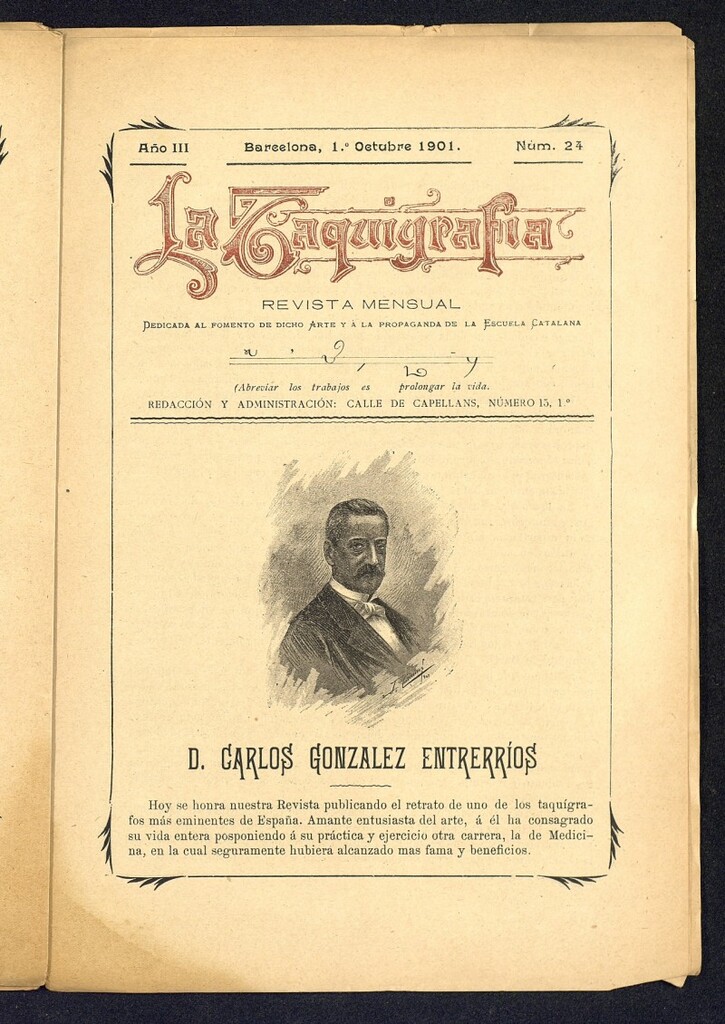 Año III
Barcelona, 1.º Octubre 1901.
Núm. 24
La Taquigrafía
REVISTA MENSUAL
DEDICADA AL FOMENTO DE DICHO ARTE Y Á LA PROPAGANDA DE LA ESCUELA CATALANA
(Abreviar los trabajos es prolongar la vida.
REDACCIÓN Y ADMINISTRACIÓN: CALLE DE CAPELLANS, NÚMERO 15, 1.º
D. CARLOS GONZALEZ ENTRERRÍOS
Hoy se honra nuestra Revista publicando el retrato de uno de los taquígra-
fos más eminentes de España. Amante entusiasta del arte, á él ha consagrado
su vida entera posponiendo á su práctica y ejercicio otra carrera, la de Medici-
na, en la cual seguramente hubiera alcanzado mas fama y beneficios.